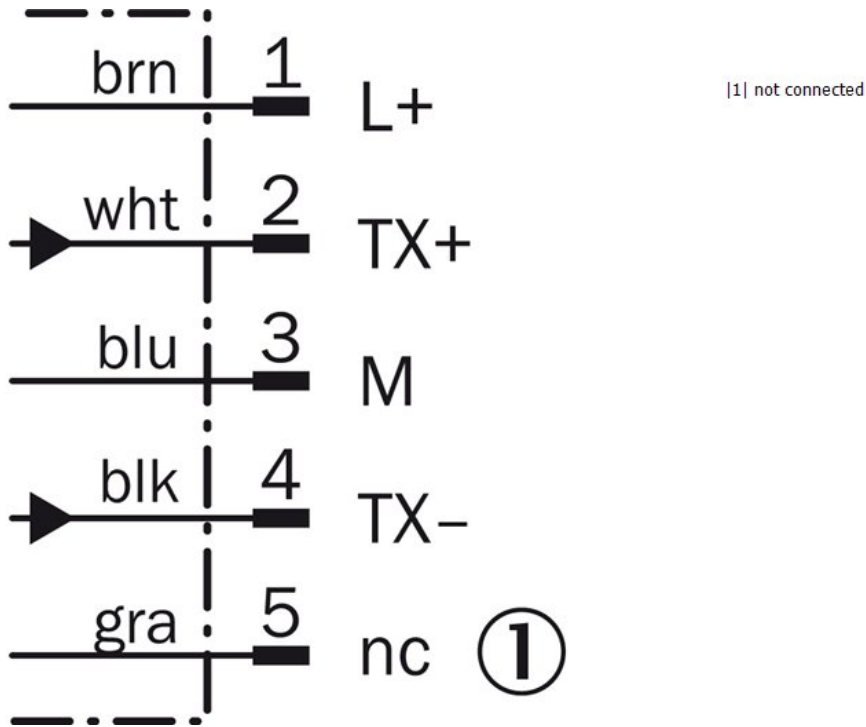 brn 1 L+
|1| not connected
wht 2 TX+
blu 3 M
blk 4 TX–
gra 5 nc ①